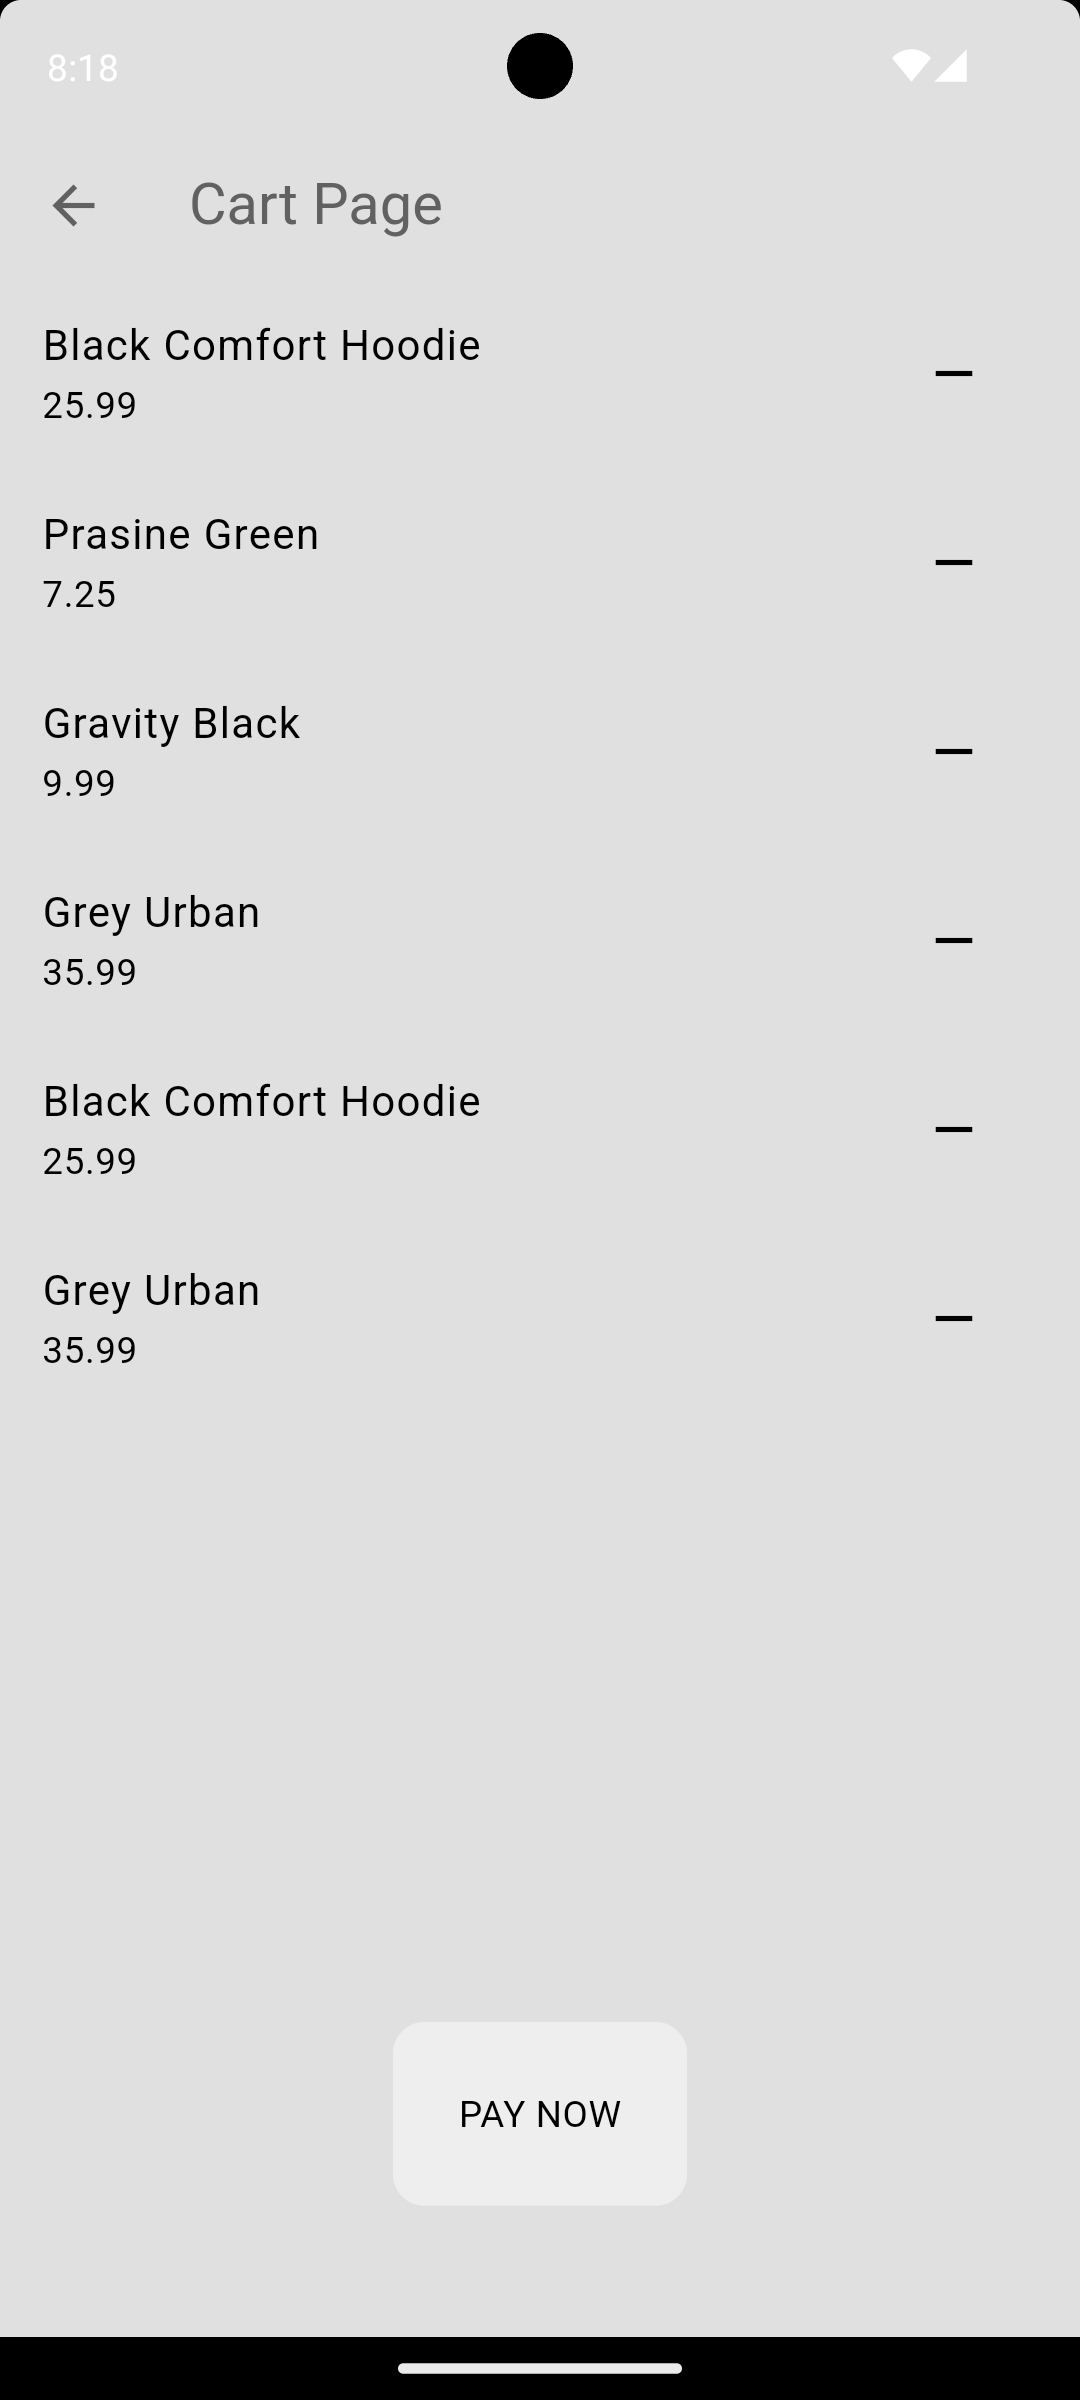 8:18
Cart Page
Black Comfort Hoodie
25.99
Prasine Green
7.25
Gravity Black
9.99
Grey Urban
35.99
Black Comfort Hoodie
25.99
Grey Urban
35.99
PAY NOW